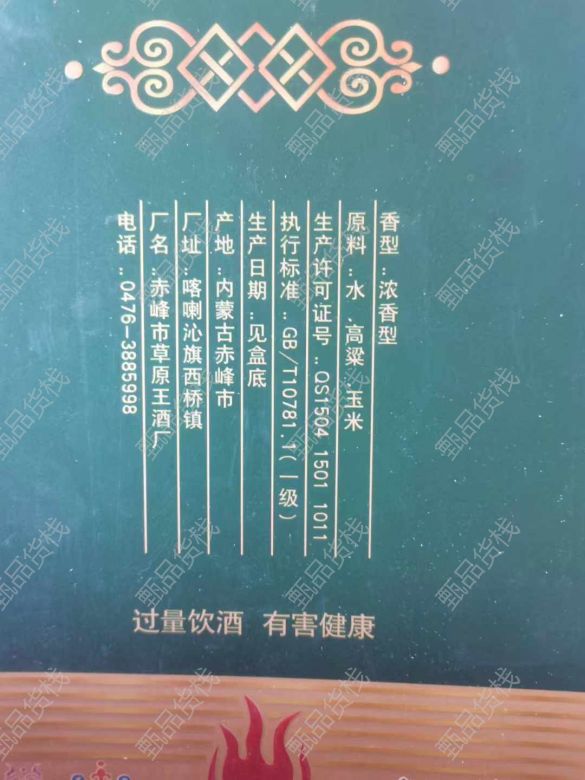 香型：浓香型
原料：水、高粱、玉米
生产许可证号：QS1504 1501 1011
执行标准：GB/T10781.1(一级)
生产日期：见盒底
产地：内蒙古赤峰市
厂址：喀喇沁旗西桥镇
厂名：赤峰市草原王酒厂
电话：0476-3885998
过量饮酒 有害健康
甄品货栈